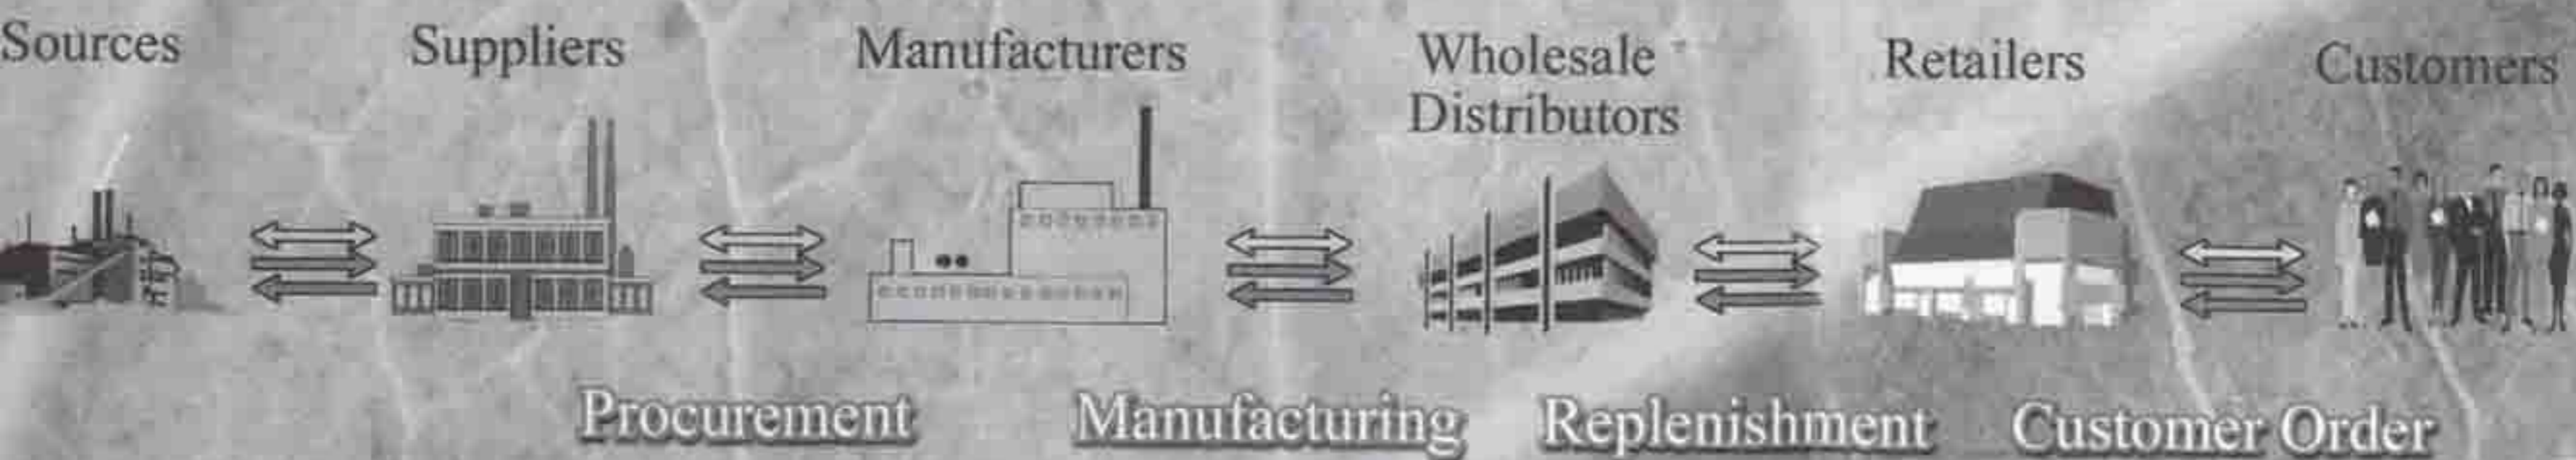 Sources
Suppliers
Manufacturers
Wholesale
Distributors
Retailers
Customers
Procurement
Manufacturing
Replenishment
Customer Order